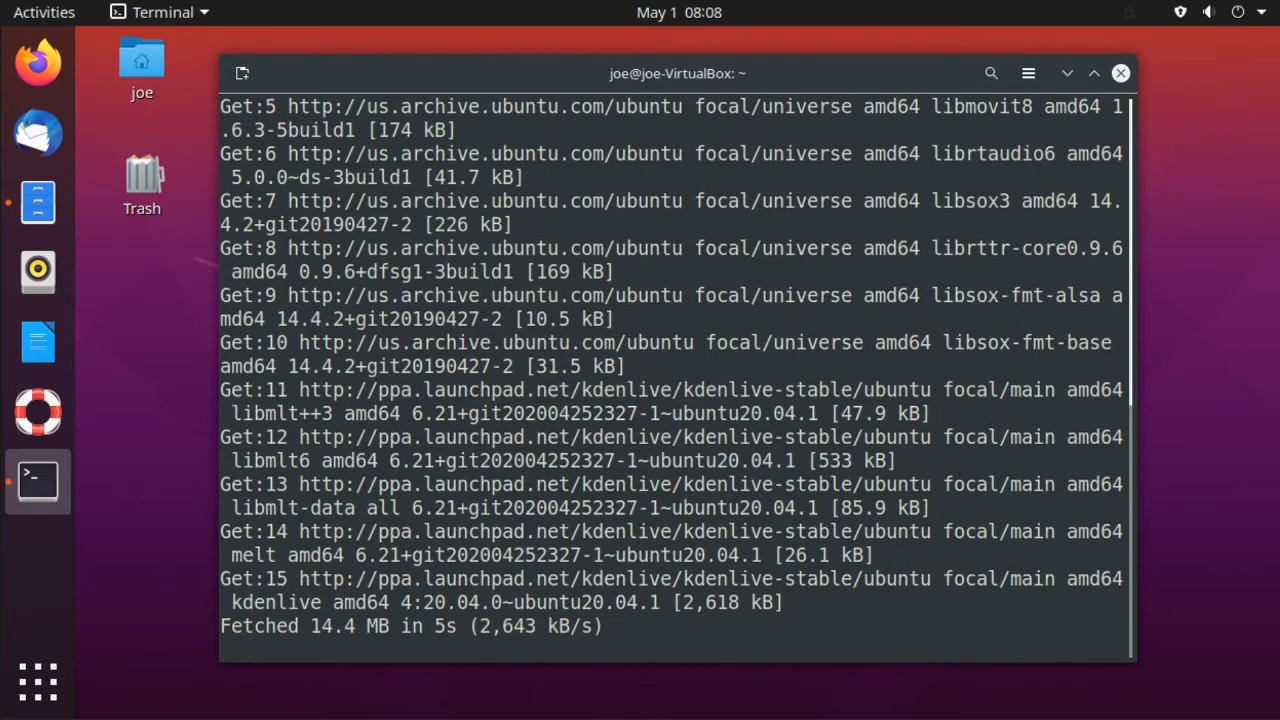 Activities
Terminal
May 1 08:08
joe
Trash
joe@joe-VirtualBox: ~
Get:5 http://us.archive.ubuntu.com/ubuntu focal/universe amd64 libmovit8 amd64 1
.6.3-5build1 [174 kB]
Get:6 http://us.archive.ubuntu.com/ubuntu focal/universe amd64 librtaudio6 amd64
5.0.0~ds-3build1 [41.7 kB]
Get:7 http://us.archive.ubuntu.com/ubuntu focal/universe amd64 libsox3 amd64 14.
4.2+git20190427-2 [226 kB]
Get:8 http://us.archive.ubuntu.com/ubuntu focal/universe amd64 librttr-core0.9.6
amd64 0.9.6+dfsg1-3build1 [169 kB]
Get:9 http://us.archive.ubuntu.com/ubuntu focal/universe amd64 libsox-fmt-alsa a
md64 14.4.2+git20190427-2 [10.5 kB]
Get:10 http://us.archive.ubuntu.com/ubuntu focal/universe amd64 libsox-fmt-base
amd64 14.4.2+git20190427-2 [31.5 kB]
Get:11 http://ppa.launchpad.net/kdenlive/kdenlive-stable/ubuntu focal/main amd64
libmlt++3 amd64 6.21+git202004252327-1~ubuntu20.04.1 [47.9 kB]
Get:12 http://ppa.launchpad.net/kdenlive/kdenlive-stable/ubuntu focal/main amd64
libmlt6 amd64 6.21+git202004252327-1~ubuntu20.04.1 [533 kB]
Get:13 http://ppa.launchpad.net/kdenlive/kdenlive-stable/ubuntu focal/main amd64
libmlt-data all 6.21+git202004252327-1~ubuntu20.04.1 [85.9 kB]
Get:14 http://ppa.launchpad.net/kdenlive/kdenlive-stable/ubuntu focal/main amd64
melt amd64 6.21+git202004252327-1~ubuntu20.04.1 [26.1 kB]
Get:15 http://ppa.launchpad.net/kdenlive/kdenlive-stable/ubuntu focal/main amd64
kdenlive amd64 4:20.04.0~ubuntu20.04.1 [2,618 kB]
Fetched 14.4 MB in 5s (2,643 kB/s)